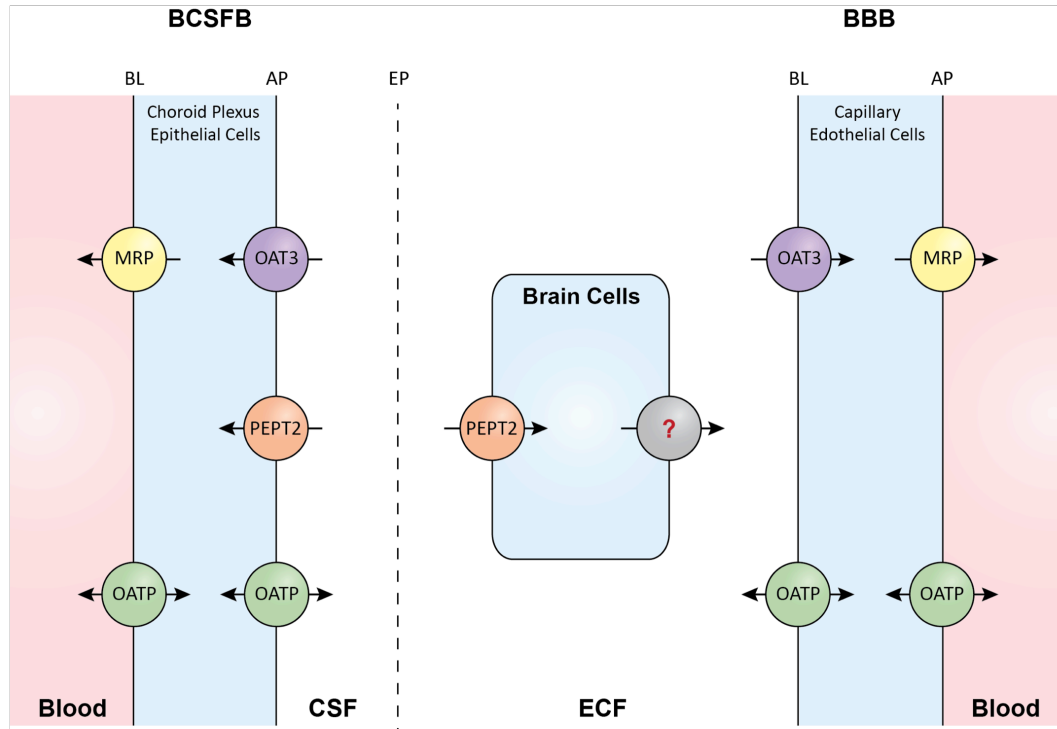 BCSFB
BBB
BL
AP
EP
BL
AP
Choroid Plexus
Epithelial Cells
Capillary
Edothelial Cells
MRP
OAT3
OAT3
MRP
Brain Cells
PEPT2
PEPT2
?
OATP
OATP
OATP
OATP
Blood
CSF
ECF
Blood